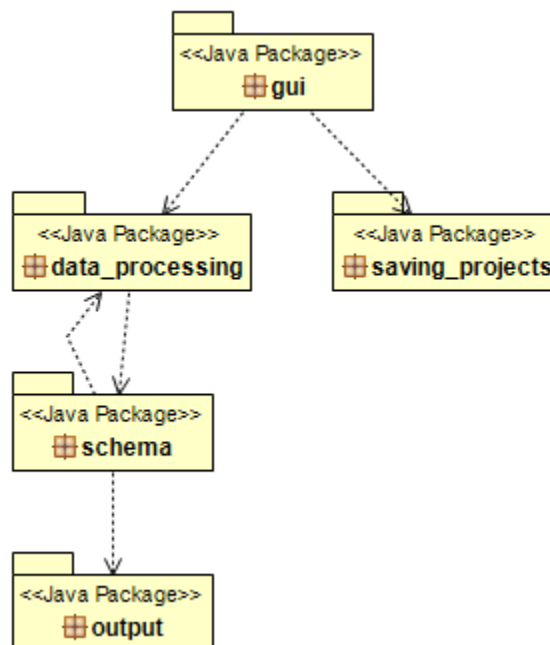 <<Java Package>>
gui
<<Java Package>>
data_processing
<<Java Package>>
saving_projects
<<Java Package>>
schema
<<Java Package>>
output